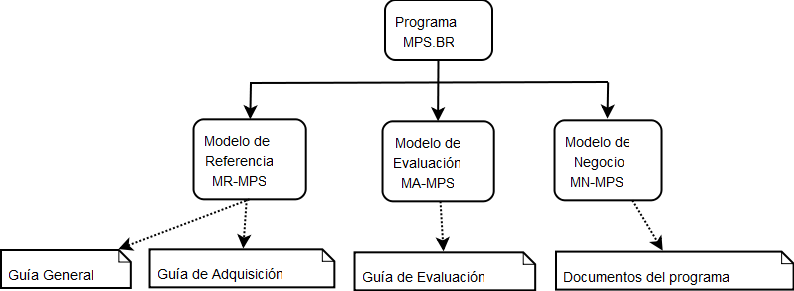 Programa
MPS.BR
Modelo de
Referencia
MR-MPS
Modelo de
Evaluación
MA-MPS
Modelo de
Negocio
MN-MPS
Guía General
Guía de Adquisición
Guía de Evaluación
Documentos del programa